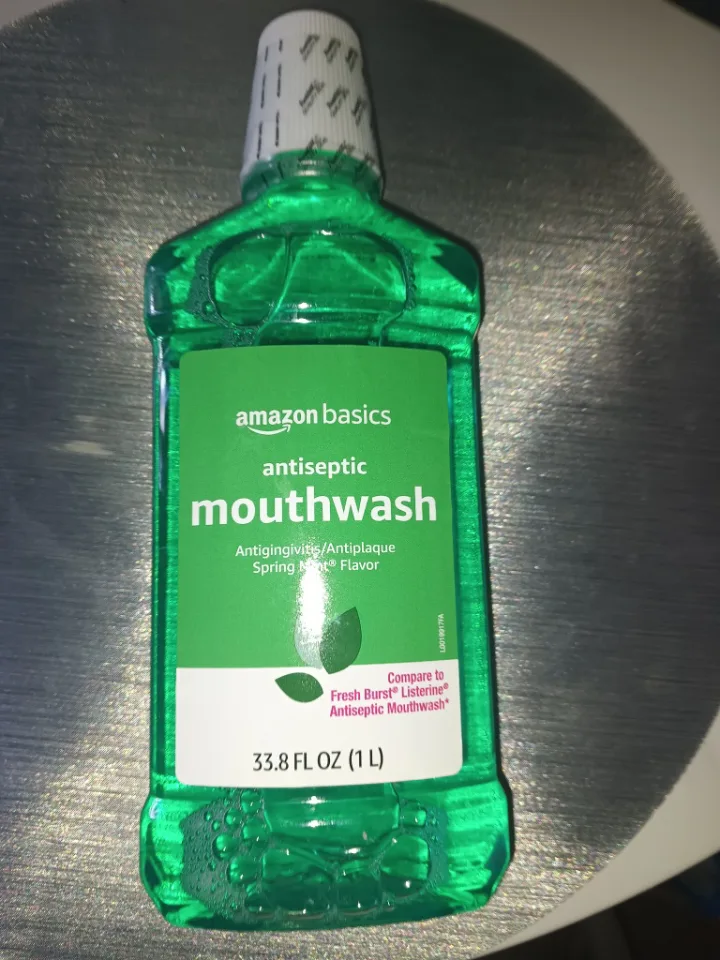 amazon basics
antiseptic
mouthwash
Antigingivitis/Antiplaque
Spring Mint® Flavor
Compare to
Fresh Burst® Listerine®
Antiseptic Mouthwash*
33.8 FL OZ (1 L)